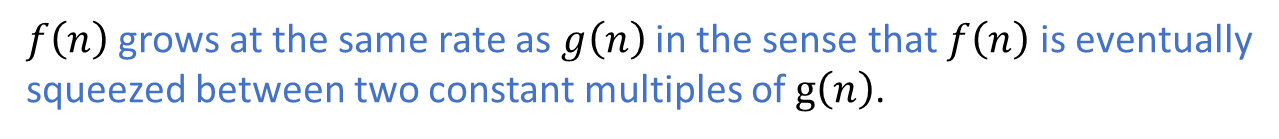 f(n) grows at the same rate as g(n) in the sense that f(n) is eventually
squeezed between two constant multiples of g(n).